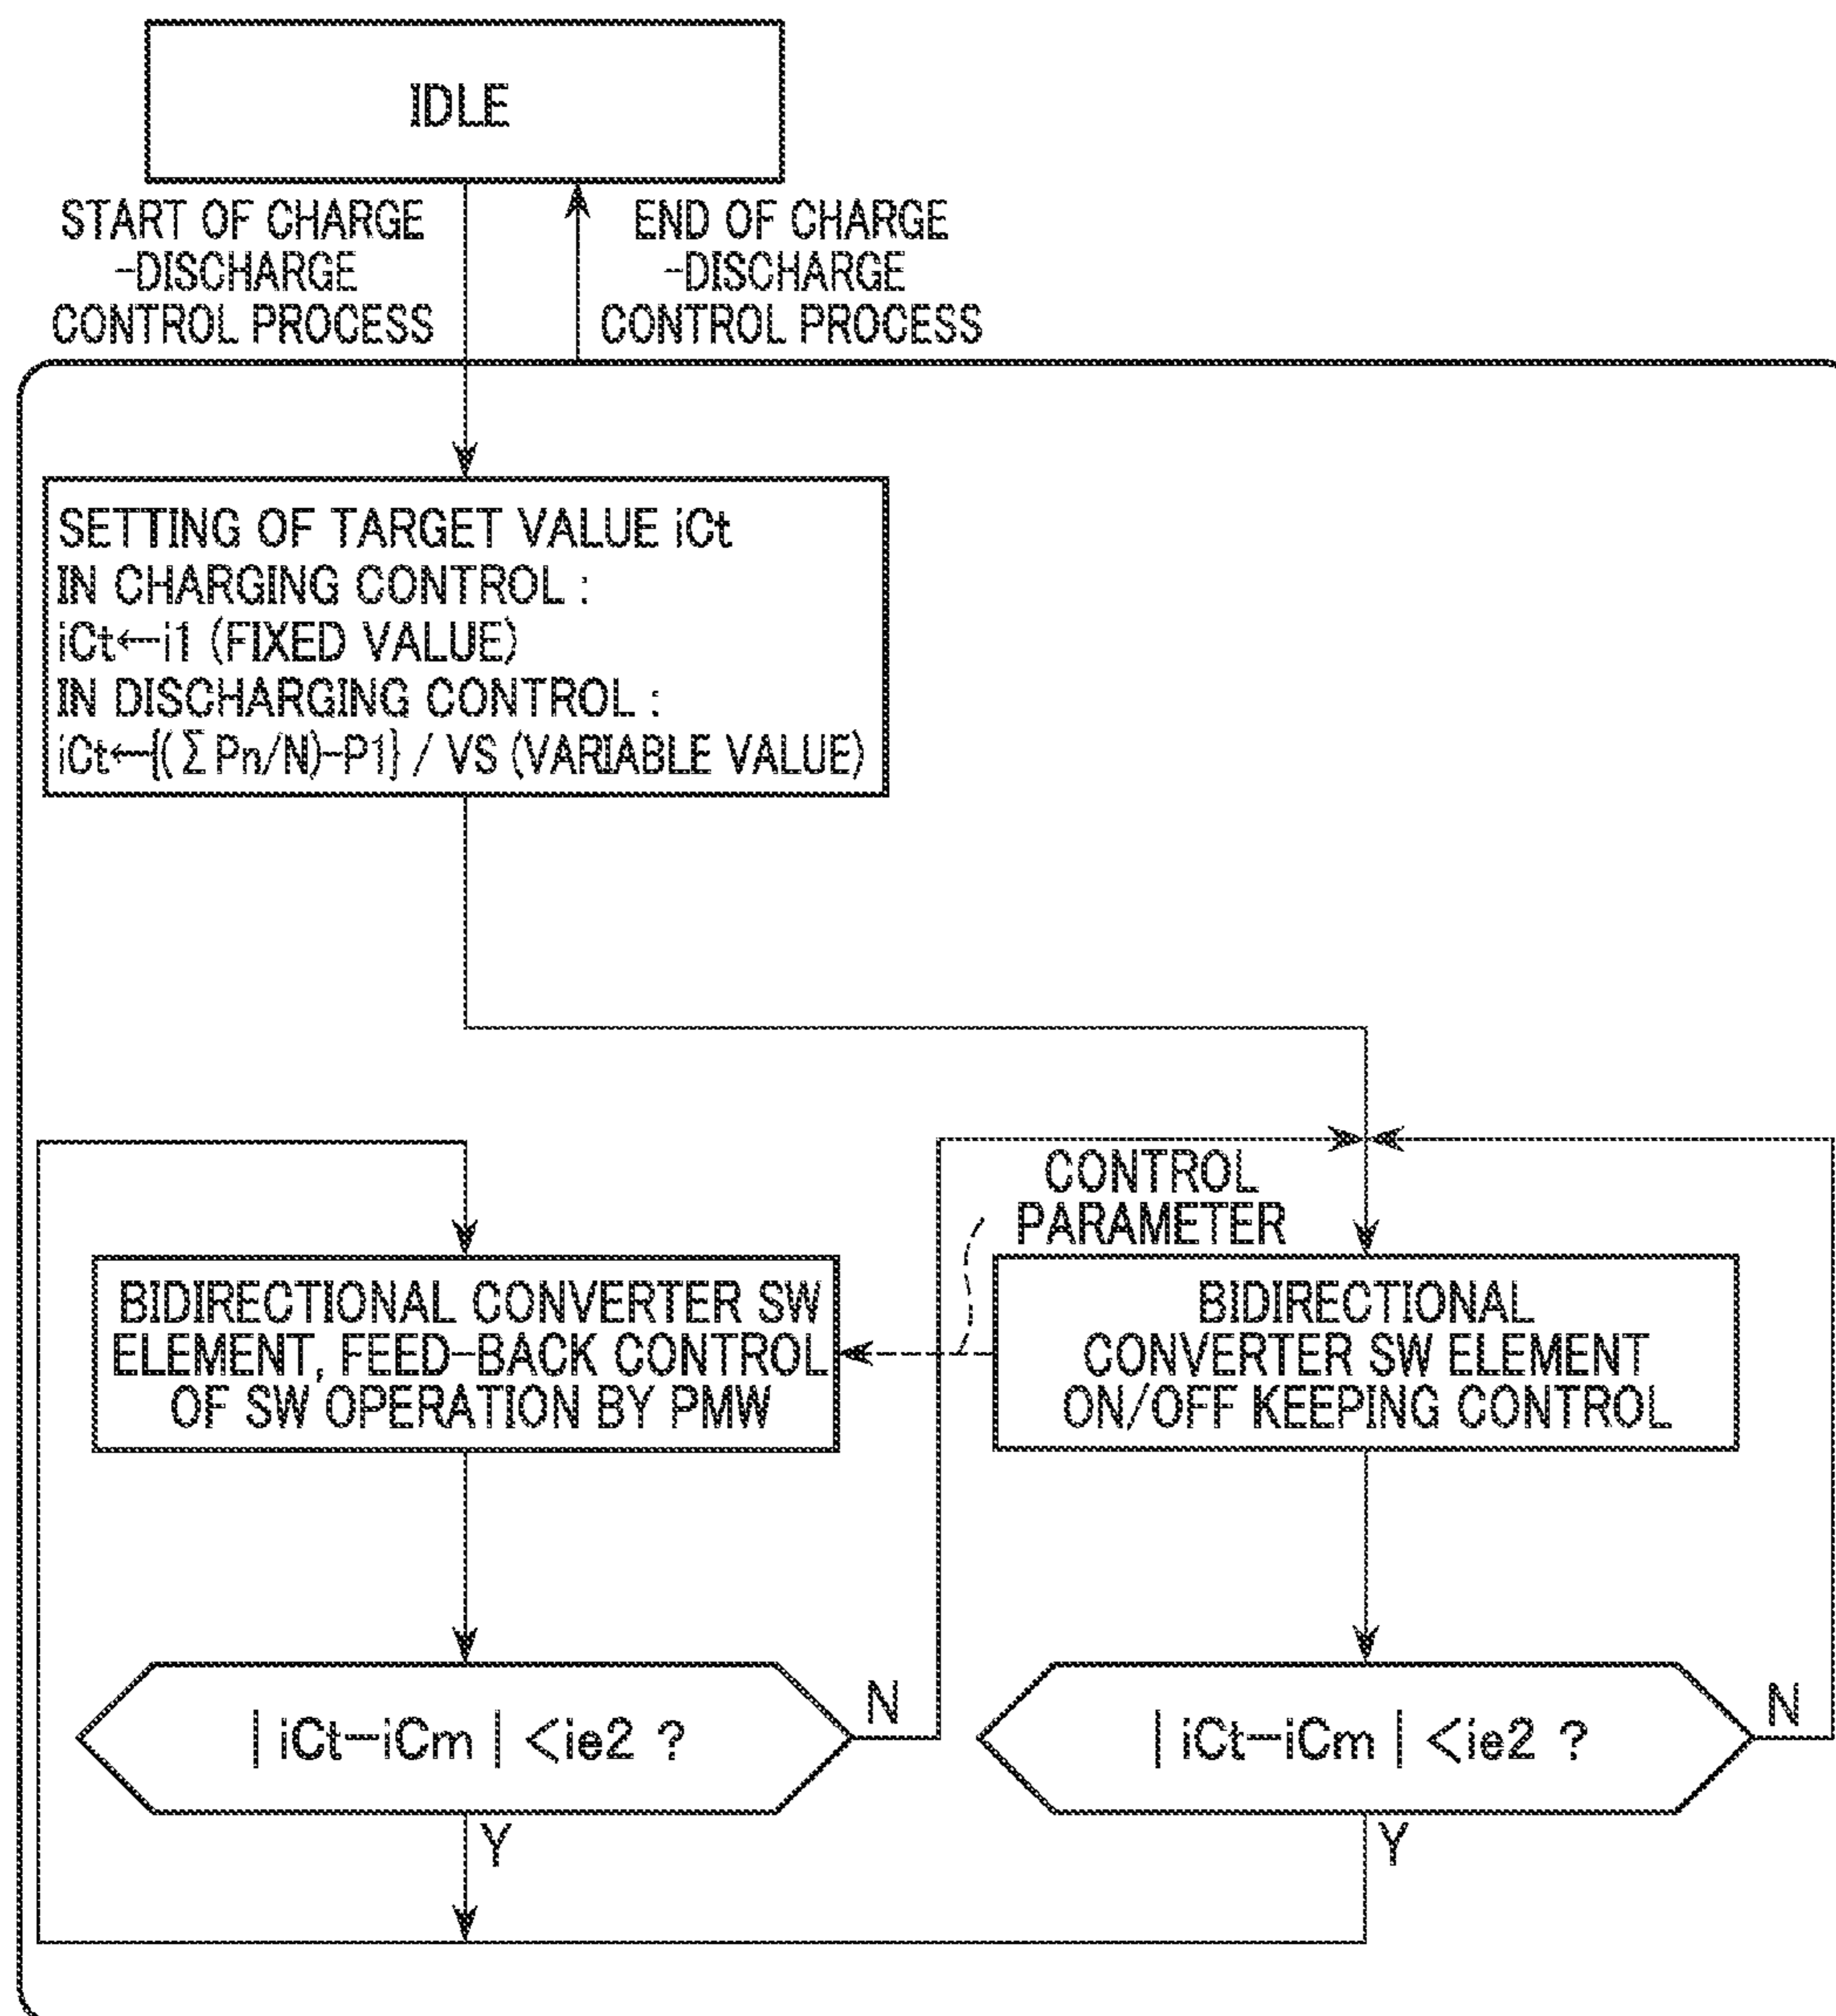 IDLE
START OF CHARGE
-DISCHARGE
CONTROL PROCESS
END OF CHARGE
-DISCHARGE
CONTROL PROCESS
SETTING OF TARGET VALUE iCt
IN CHARGING CONTROL :
iCt←i1 (FIXED VALUE)
IN DISCHARGING CONTROL :
iCt←{(ΣPn/N)-P1} / VS (VARIABLE VALUE)
CONTROL
PARAMETER
BIDIRECTIONAL CONVERTER SW
ELEMENT, FEED-BACK CONTROL
OF SW OPERATION BY PMW
BIDIRECTIONAL
CONVERTER SW ELEMENT
ON/OFF KEEPING CONTROL
| iCt-iCm | <ie2 ?
N
Y
| iCt-iCm | <ie2 ?
N
Y